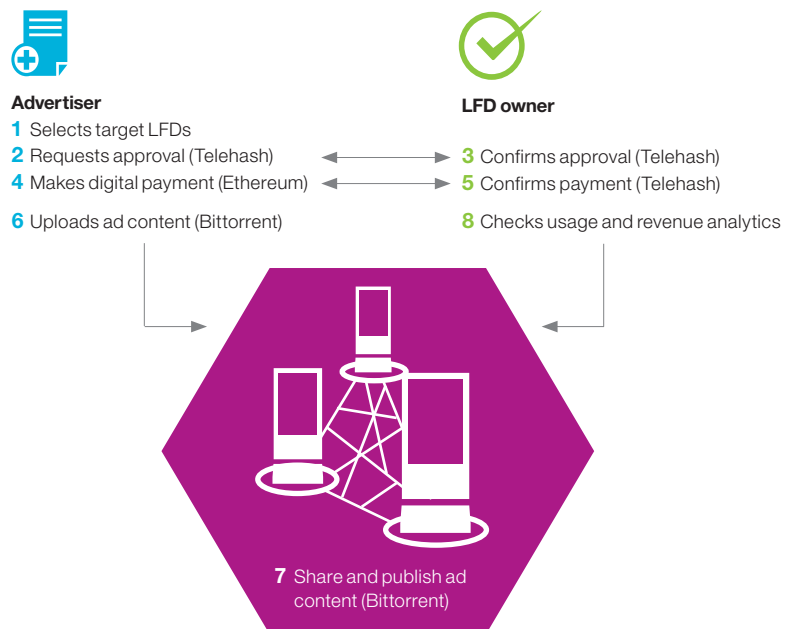 Advertiser
1 Selects target LFDs
2 Requests approval (Telehash)
4 Makes digital payment (Ethereum)
6 Uploads ad content (Bittorrent)
LFD owner
3 Confirms approval (Telehash)
5 Confirms payment (Telehash)
8 Checks usage and revenue analytics
7 Share and publish ad
content (Bittorrent)